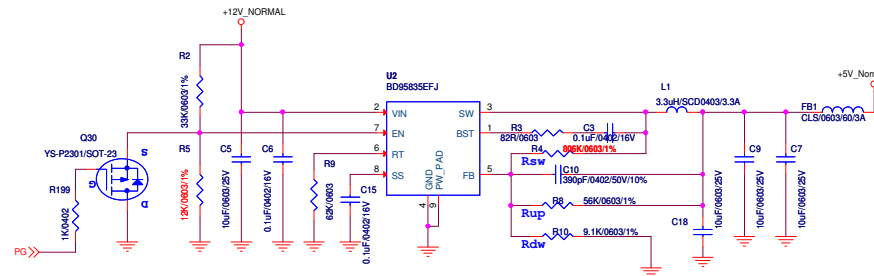 +12V_NORMAL
R2
33K/0603/1%
U2
BD95835EFJ
+5V_Nor
L1
3.3uH/SCD0403/3.3A
FB1
CLS/0603/60/3A
2
VIN
SW
3
7
EN
BST
1
6
RT
8
SS
FB
5
GND
PW_PAD
4
9
R3
82R/0603
C3
0.1uF/0402/16V
R4
806K/0603/1%
Rsw
C10
390pF/0402/50V/10%
R8
56K/0603/1%
Rup
R10
9.1K/0603/1%
Rdw
Q30
YS-P2301/SOT-23
S
G
D
R199
1K/0402
PG
R5
12K/0603/1%
C5
10uF/0603/25V
C6
0.1uF/0402/16V
R9
62K/0603
C15
0.1uF/0402/16V
C18
10uF/0603/25V
C9
10uF/0603/25V
C7
10uF/0603/25V